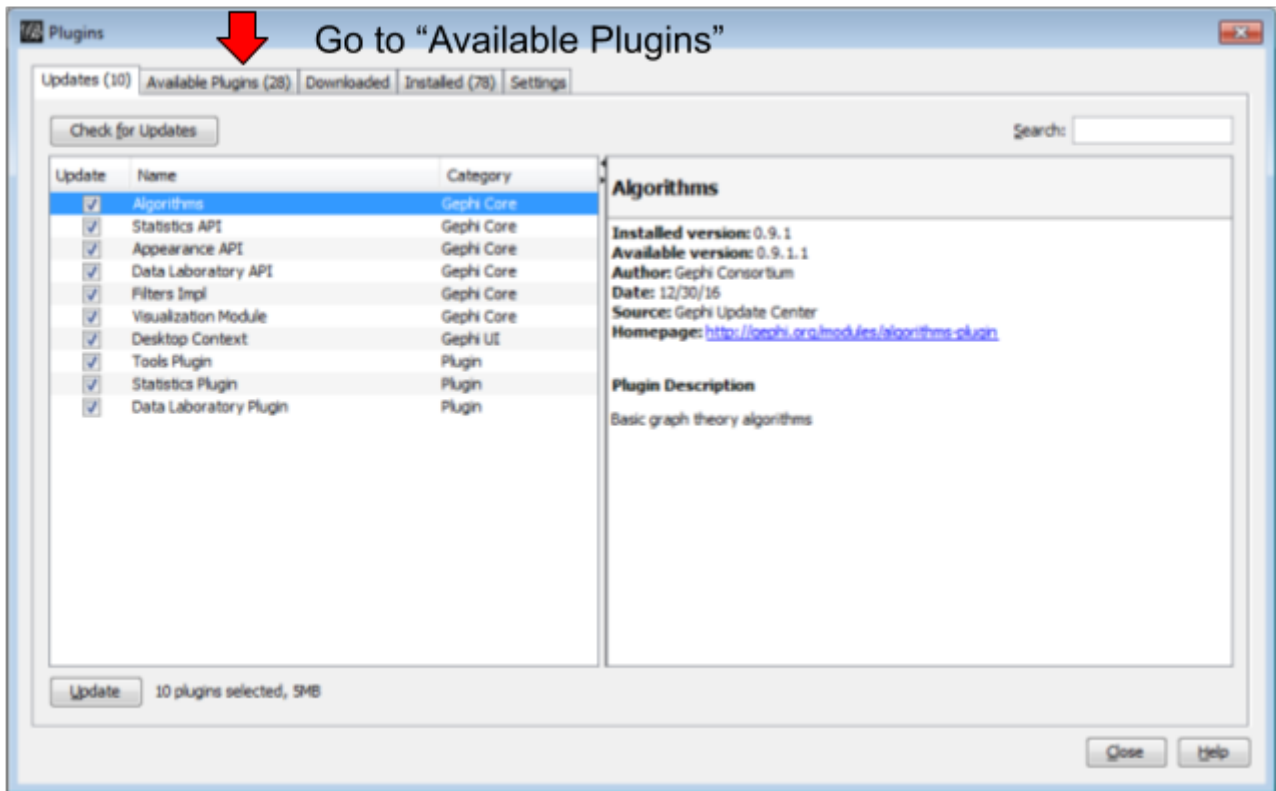 Plugins
Go to “Available Plugins”
Updates (10) Available Plugins (28) Downloaded Installed (78) Settings
Check for Updates
Search:
Update Name Category
Algorithms Gephi Core
Statistics API Gephi Core
Appearance API Gephi Core
Data Laboratory API Gephi Core
Filters Impl Gephi Core
Visualization Module Gephi Core
Desktop Context Gephi UI
Tools Plugin Plugin
Statistics Plugin Plugin
Data Laboratory Plugin Plugin
Algorithms
Installed version: 0.9.1
Available version: 0.9.1.1
Author: Gephi Consortium
Date: 12/30/16
Source: Gephi Update Center
Homepage: http://gephi.org/modules/algorithms-plugin
Plugin Description
Basic graph theory algorithms
Update 10 plugins selected, 5MB
Close Help